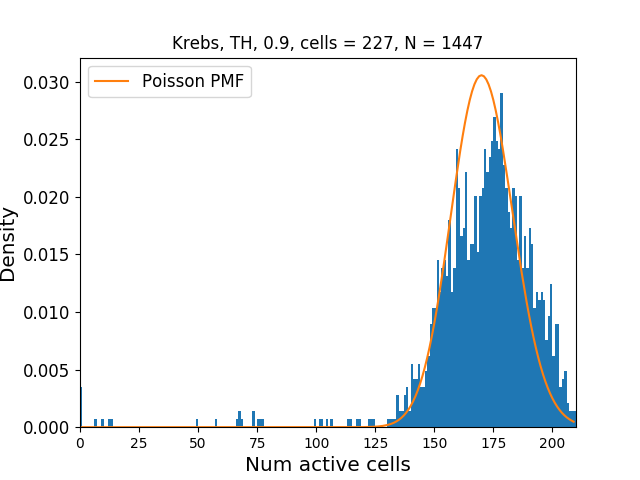 Krebs, TH, 0.9, cells = 227, N = 1447
Poisson PMF
Density
0.030
0.025
0.020
0.015
0.010
0.005
0.000
0 25 50 75 100 125 150 175 200
Num active cells